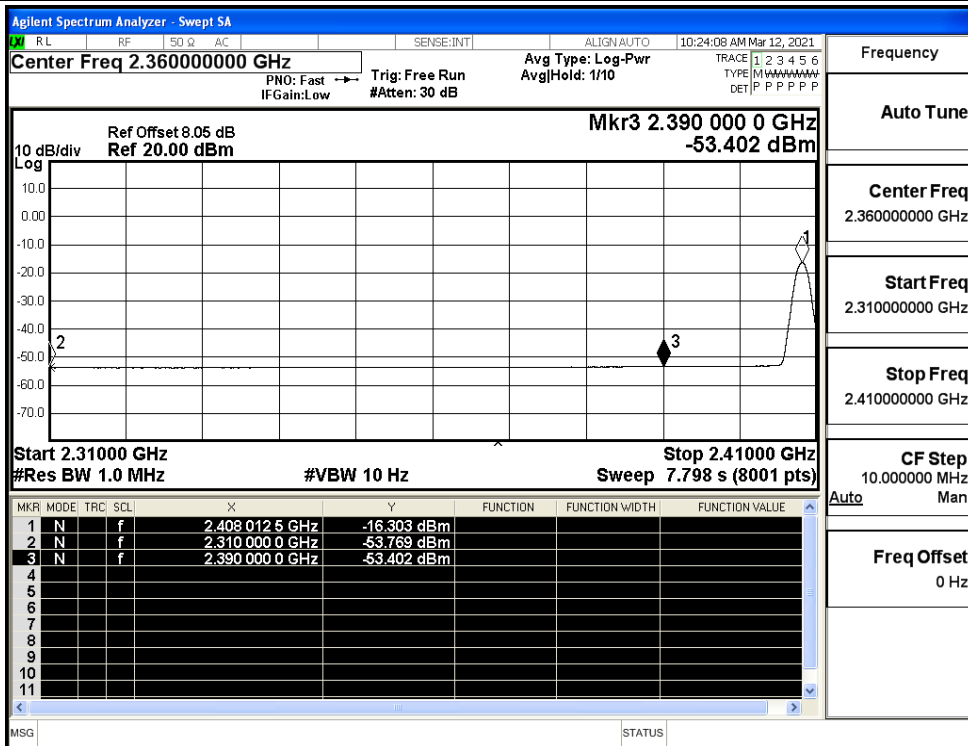 Agilent Spectrum Analyzer - Swept SA
LXI RL RF 50 Ω AC SENSE:INT ALIGN AUTO 10:24:08 AM Mar 12, 2021
Center Freq 2.360000000 GHz
PNO: Fast
IFGain:Low
Trig: Free Run
#Atten: 30 dB
Avg Type: Log-Pwr
Avg|Hold: 1/10
TRACE 1 2 3 4 5 6
TYPE M W W W W W
DET P P P P P P
Ref Offset 8.05 dB
10 dB/div Ref 20.00 dBm
Log
Mkr3 2.390 000 0 GHz
-53.402 dBm
10.0
0.00
-10.0
-20.0
-30.0
-40.0
-50.0
-60.0
-70.0
1
2
3
Start 2.31000 GHz Stop 2.41000 GHz
#Res BW 1.0 MHz #VBW 10 Hz Sweep 7.798 s (8001 pts)
MKR MODE TRC SCL X Y FUNCTION FUNCTION WIDTH FUNCTION VALUE
1 N f 2.408 012 5 GHz -16.303 dBm
2 N f 2.310 000 0 GHz -53.769 dBm
3 N f 2.390 000 0 GHz -53.402 dBm
4
5
6
7
8
9
10
11
MSG STATUS
Frequency
Auto Tune
Center Freq
2.360000000 GHz
Start Freq
2.310000000 GHz
Stop Freq
2.410000000 GHz
CF Step
10.000000 MHz
Auto Man
Freq Offset
0 Hz